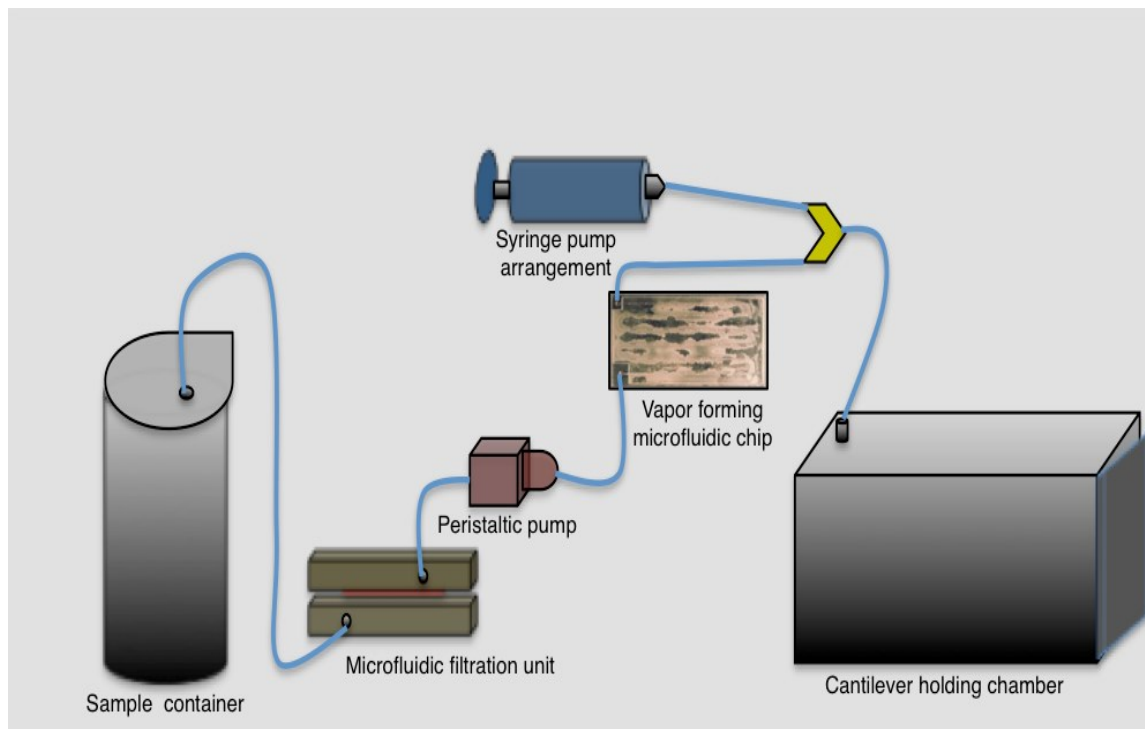 Syringe pump
arrangement
Vapor forming
microfluidic chip
Peristaltic pump
Microfluidic filtration unit
Cantilever holding chamber
Sample container